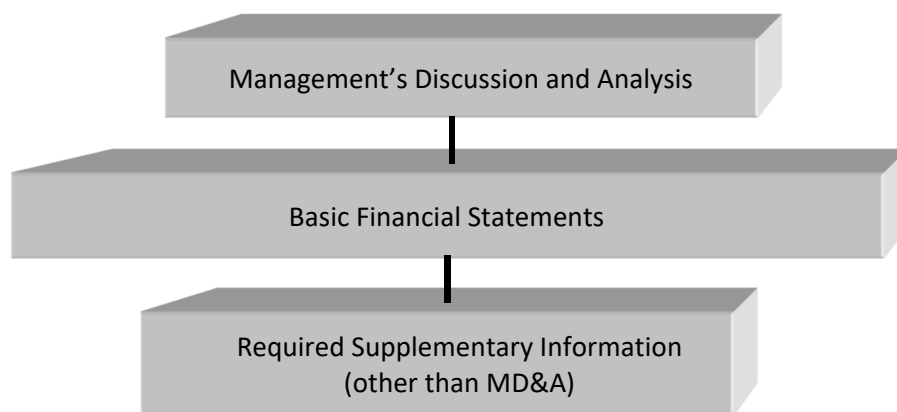 Management’s Discussion and Analysis
Basic Financial Statements
Required Supplementary Information
(other than MD&A)